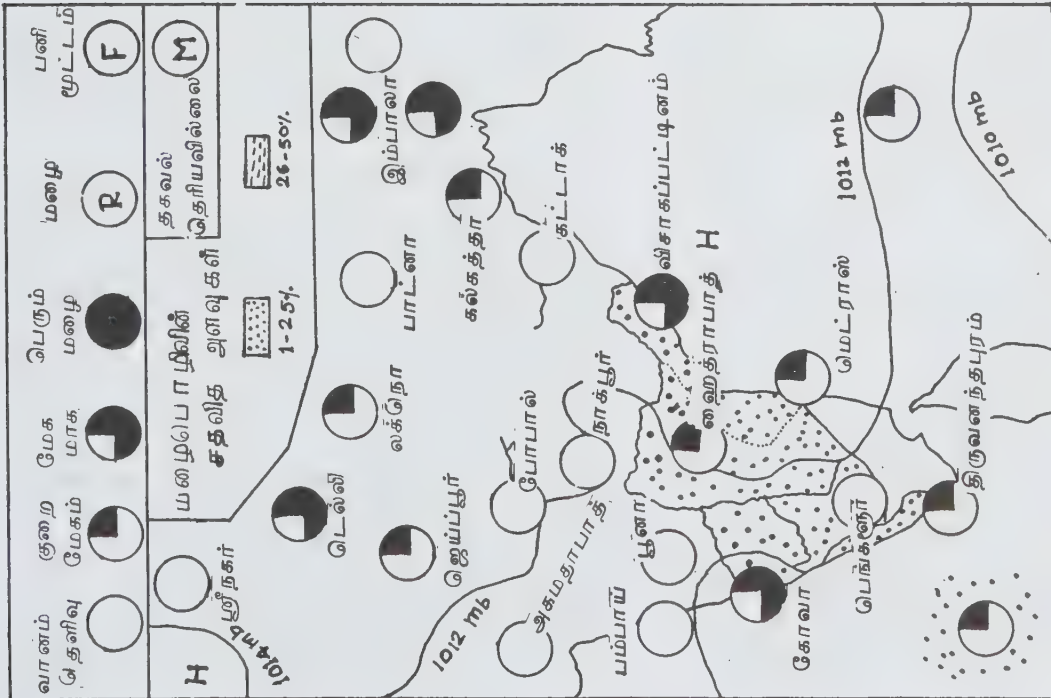 வானம் தெளிவு
குறை மேகம்
மேக மாக
பெரும் மழை
மழை
R
பனி மூட்டம்
F
H
1014 mb
ஸ்ரீநகர்
மழைபொழிவின்
சதவித அளவுகள்
1-25%
26-50%
தகவல்
தெரியவில்லை
M
டெல்லி
ஜெய்ப்பூர்
லக்நொ
பாட்னா
இம்பாலா
கல்கத்தா
கட்டாக்
1012 mb
அகமதாபாத்
போபால்
நாக்பூர்
பம்பாய்
பூனா
ஹைத்ராபாத்
விசாகப்பட்டினம்
H
கோவா
பெங்களூர்
மெட்ராஸ்
திருவனந்தபுரம்
1012 mb
1010 mb